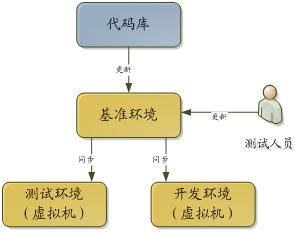 代码库
更新
基准环境
更新
测试人员
同步
同步
测试环境
（虚拟机）
开发环境
（虚拟机）